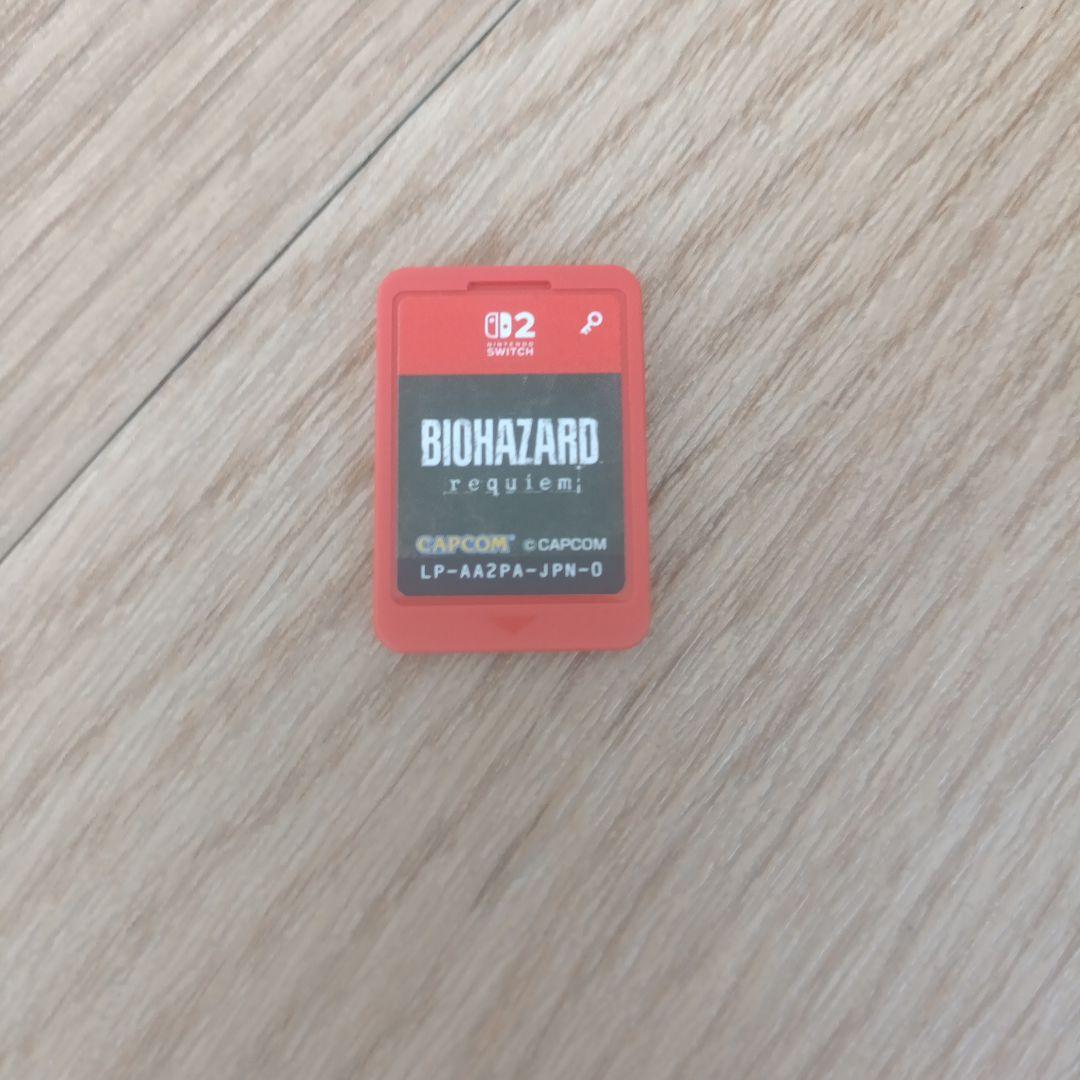 2
NINTENDO
SWITCH
BIOHAZARD
requiem;
CAPCOM ©CAPCOM
LP-AA2PA-JPN-0